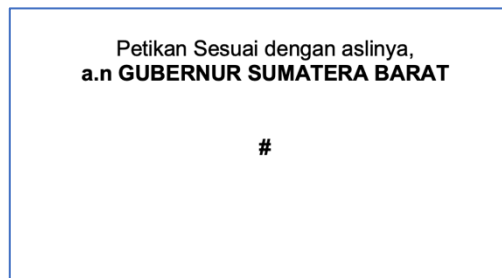 Petikan Sesuai dengan aslinya,
a.n GUBERNUR SUMATERA BARAT
#